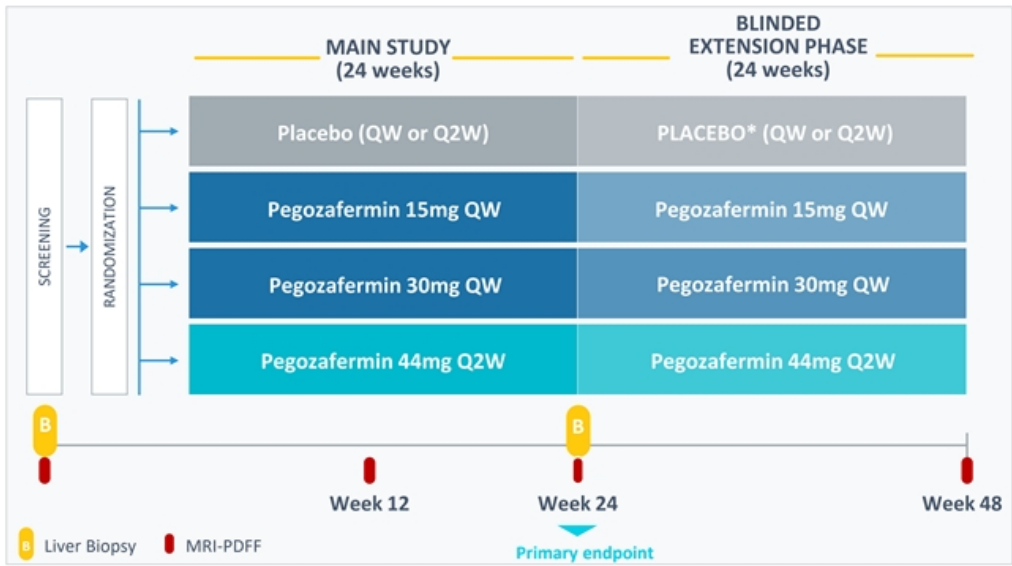 MAIN STUDY
(24 weeks)
BLINDED
EXTENSION PHASE
(24 weeks)
SCREENING
RANDOMIZATION
Placebo (QW or Q2W)
PLACEBO* (QW or Q2W)
Pegozafermin 15mg QW
Pegozafermin 15mg QW
Pegozafermin 30mg QW
Pegozafermin 30mg QW
Pegozafermin 44mg Q2W
Pegozafermin 44mg Q2W
B
B
Week 12
Week 24
Week 48
Primary endpoint
B Liver Biopsy
MRI-PDFF